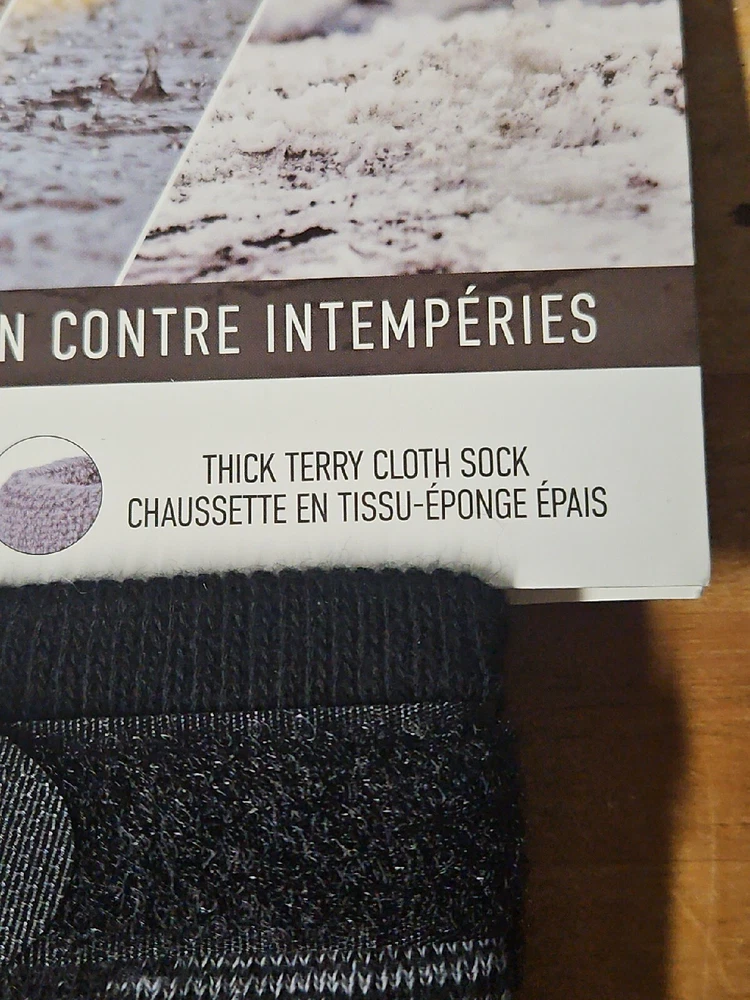 N CONTRE INTEMPÉRIES
THICK TERRY CLOTH SOCK
CHAUSSETTE EN TISSU-ÉPONGE ÉPAIS